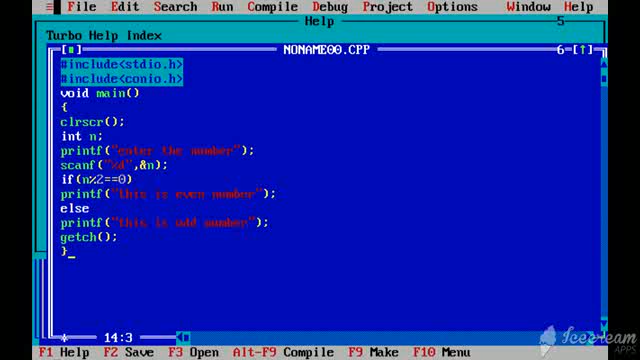 ≡ File Edit Search Run Compile Debug Project Options Window Help
Help 5
Turbo Help Index
[■] NONAME00.CPP 6=[↑]
#include<stdio.h>
#include<conio.h>
void main()
{
clrscr();
int n;
printf("enter the number");
scanf("%d",&n);
if(n%2==0)
printf("this is even number");
else
printf("this is odd number");
getch();
}
14:3
F1 Help F2 Save F3 Open Alt-F9 Compile F9 Make F10 Menu
Icecream
APPS